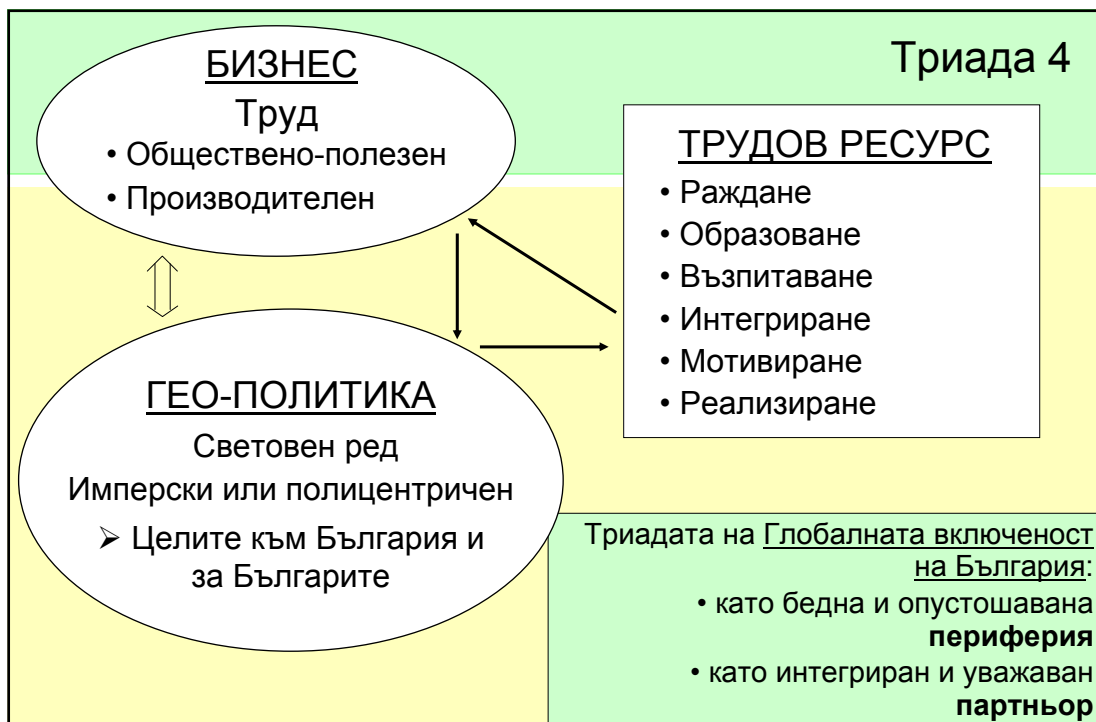 Триада 4
БИЗНЕС
Труд
• Обществено-полезен
• Производителен
ТРУДОВ РЕСУРС
• Раждане
• Образоване
• Възпитаване
• Интегриране
• Мотивиране
• Реализиране
ГЕО-ПОЛИТИКА
Световен ред
Имперски или полицентричен
➢ Целите към България и
за Българите
Триадата на Глобалната включеност
на България:
• като бедна и опустошавана
периферия
• като интегриран и уважаван
партньор